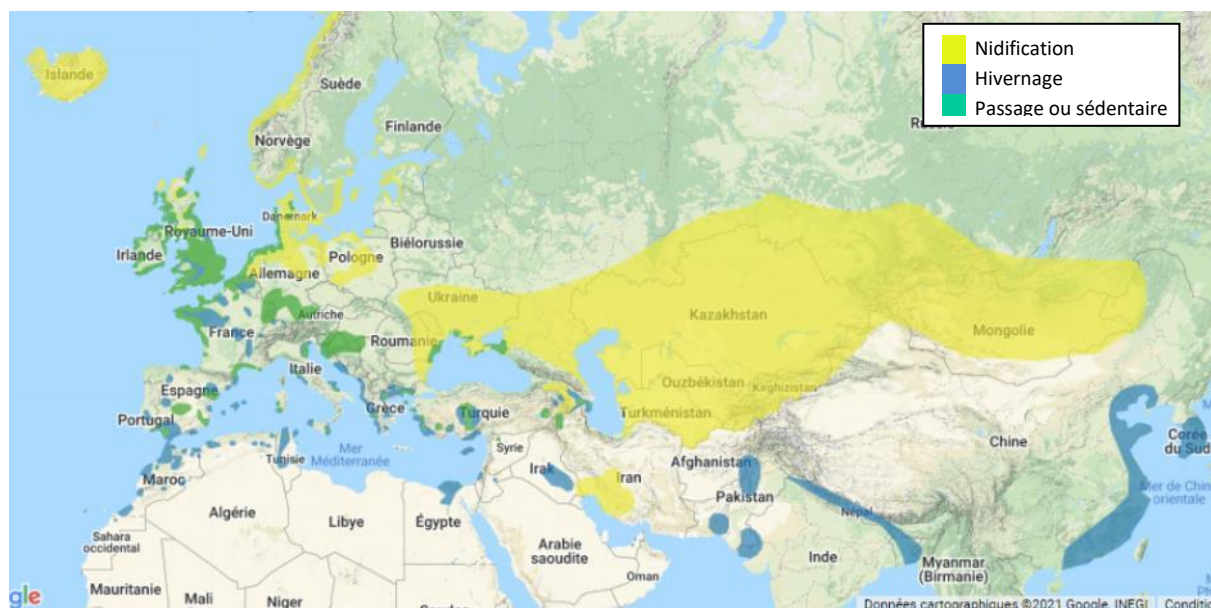 Nidification
Hivernage
Passage ou sédentaire
Islande
Suède
Finlande
Norvège
Danemark
Royaume-Uni
Irlande
Biélorussie
Pologne
Allemagne
Ukraine
Autriche
France
Roumanie
Kazakhstan
Mongolie
Italie
Espagne
Ouzbékistan
Kirghizistan
Portugal
Grèce
Turquie
Turkménistan
Chine
Corée
du Sud
Mer
Méditerranée
Tunisie
Syrie
Irak
Iran
Afghanistan
Maroc
Pakistan
Mer de Chin
orientale
Algérie
Libye
Égypte
Népal
Sahara
occidental
Arabie
saoudite
Oman
Inde
Myanmar
(Birmanie)
Mauritanie
Mali
Niger
gle
Données cartographiques ©2021 Google, INEGI
Conditio